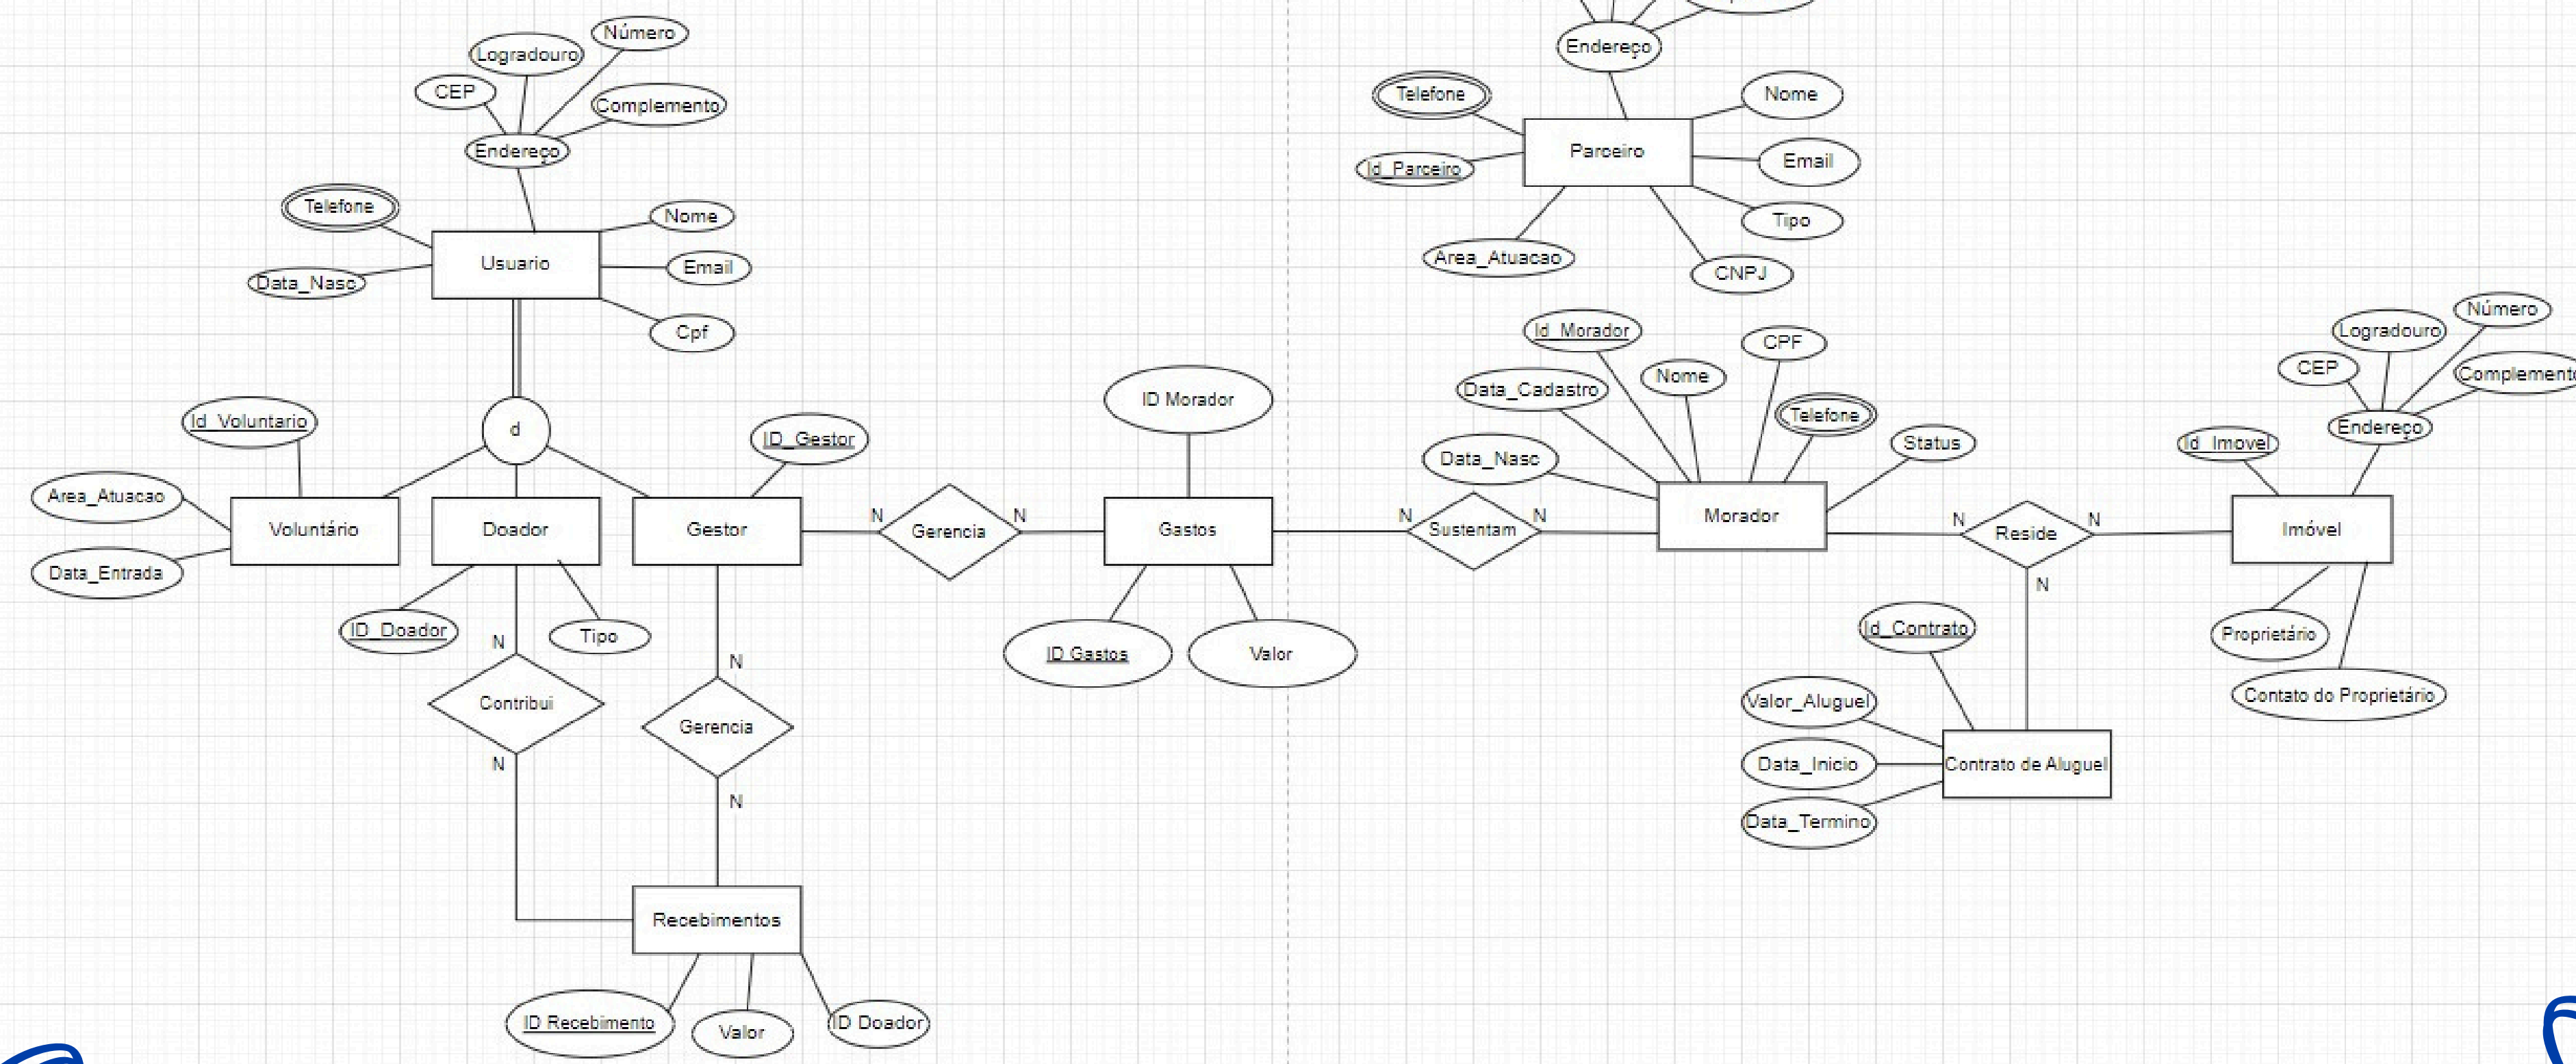 Número
Logradouro
CEP
Complemento
Endereço
Telefone
Nome
Usuario
Email
Data_Nasc
Cpf
Endereço
Telefone
Nome
Parceiro
Email
Id_Parceiro
Tipo
Area_Atuacao
CNPJ
Id_Voluntario
d
ID_Gestor
Area_Atuacao
Voluntário
Doador
Gestor
Data_Entrada
ID_Doador
Tipo
N
Contribui
N
N
Gerencia
N
Recebimentos
ID Recebimento
Valor
ID Doador
N
Gerencia
N
ID Morador
Gastos
ID Gastos
Valor
N
Sustentam
N
Id_Morador
CPF
Nome
Data_Cadastro
Telefone
Data_Nasc
Status
Morador
N
Reside
N
N
Número
Logradouro
CEP
Complemento
Endereço
Id_Imovel
Imóvel
Proprietário
Contato do Proprietário
Id_Contrato
Valor_Aluguel
Data_Inicio
Contrato de Aluguel
Data_Termino